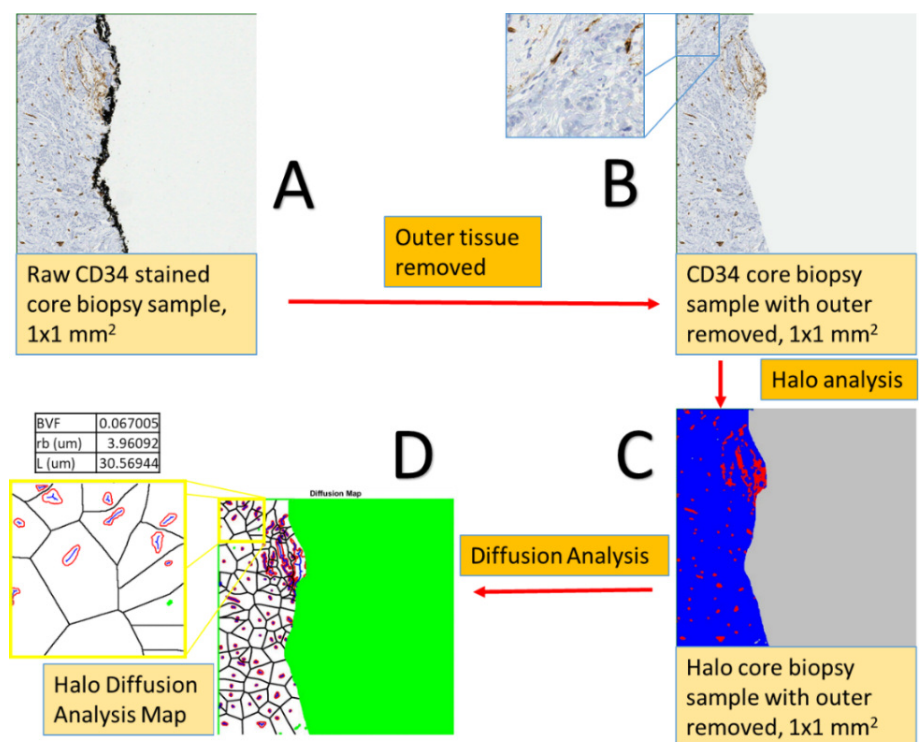 A
B
Outer tissue
removed
Raw CD34 stained
core biopsy sample,
1x1 mm²
CD34 core biopsy
sample with outer
removed, 1x1 mm²
Halo analysis
BVF 0.067005
rb (um) 3.96092
L (um) 30.56944
D
C
Diffusion Map
Diffusion Analysis
Halo Diffusion
Analysis Map
Halo core biopsy
sample with outer
removed, 1x1 mm²